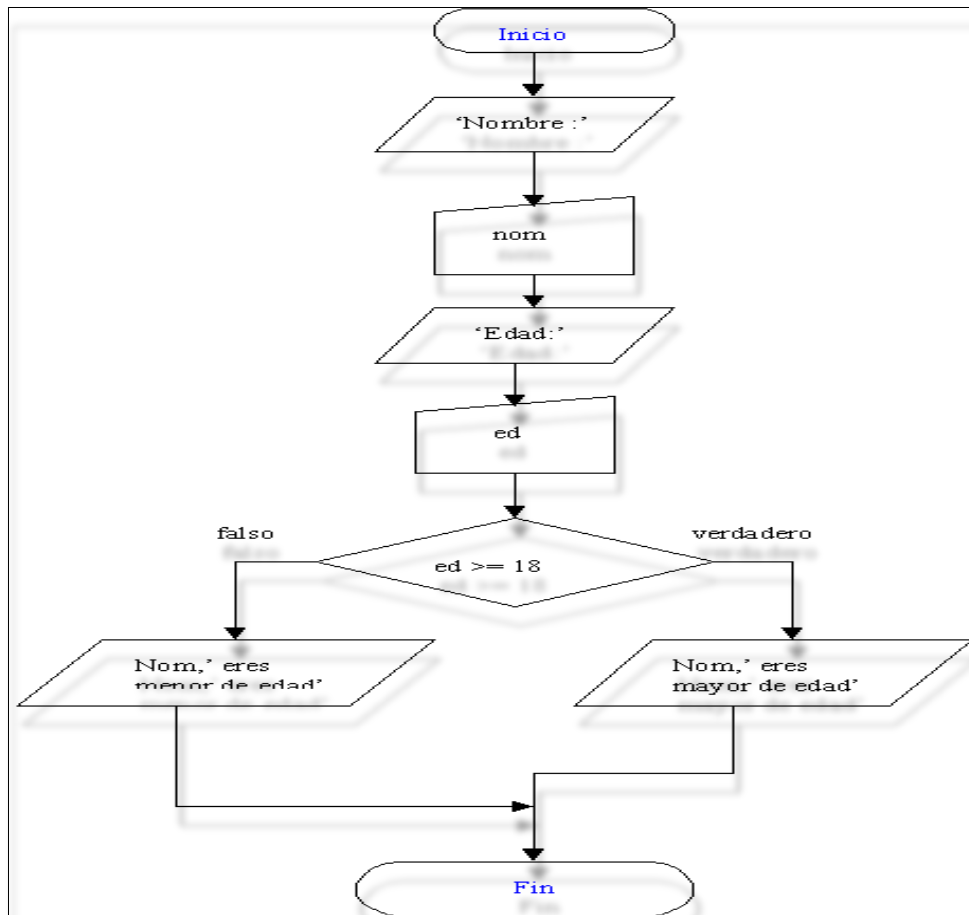 Inicio
‘Nombre :’
nom
‘Edad:’
ed
falso
verdadero
ed >= 18
Nom,’ eres
menor de edad’
Nom,’ eres
mayor de edad’
Fin